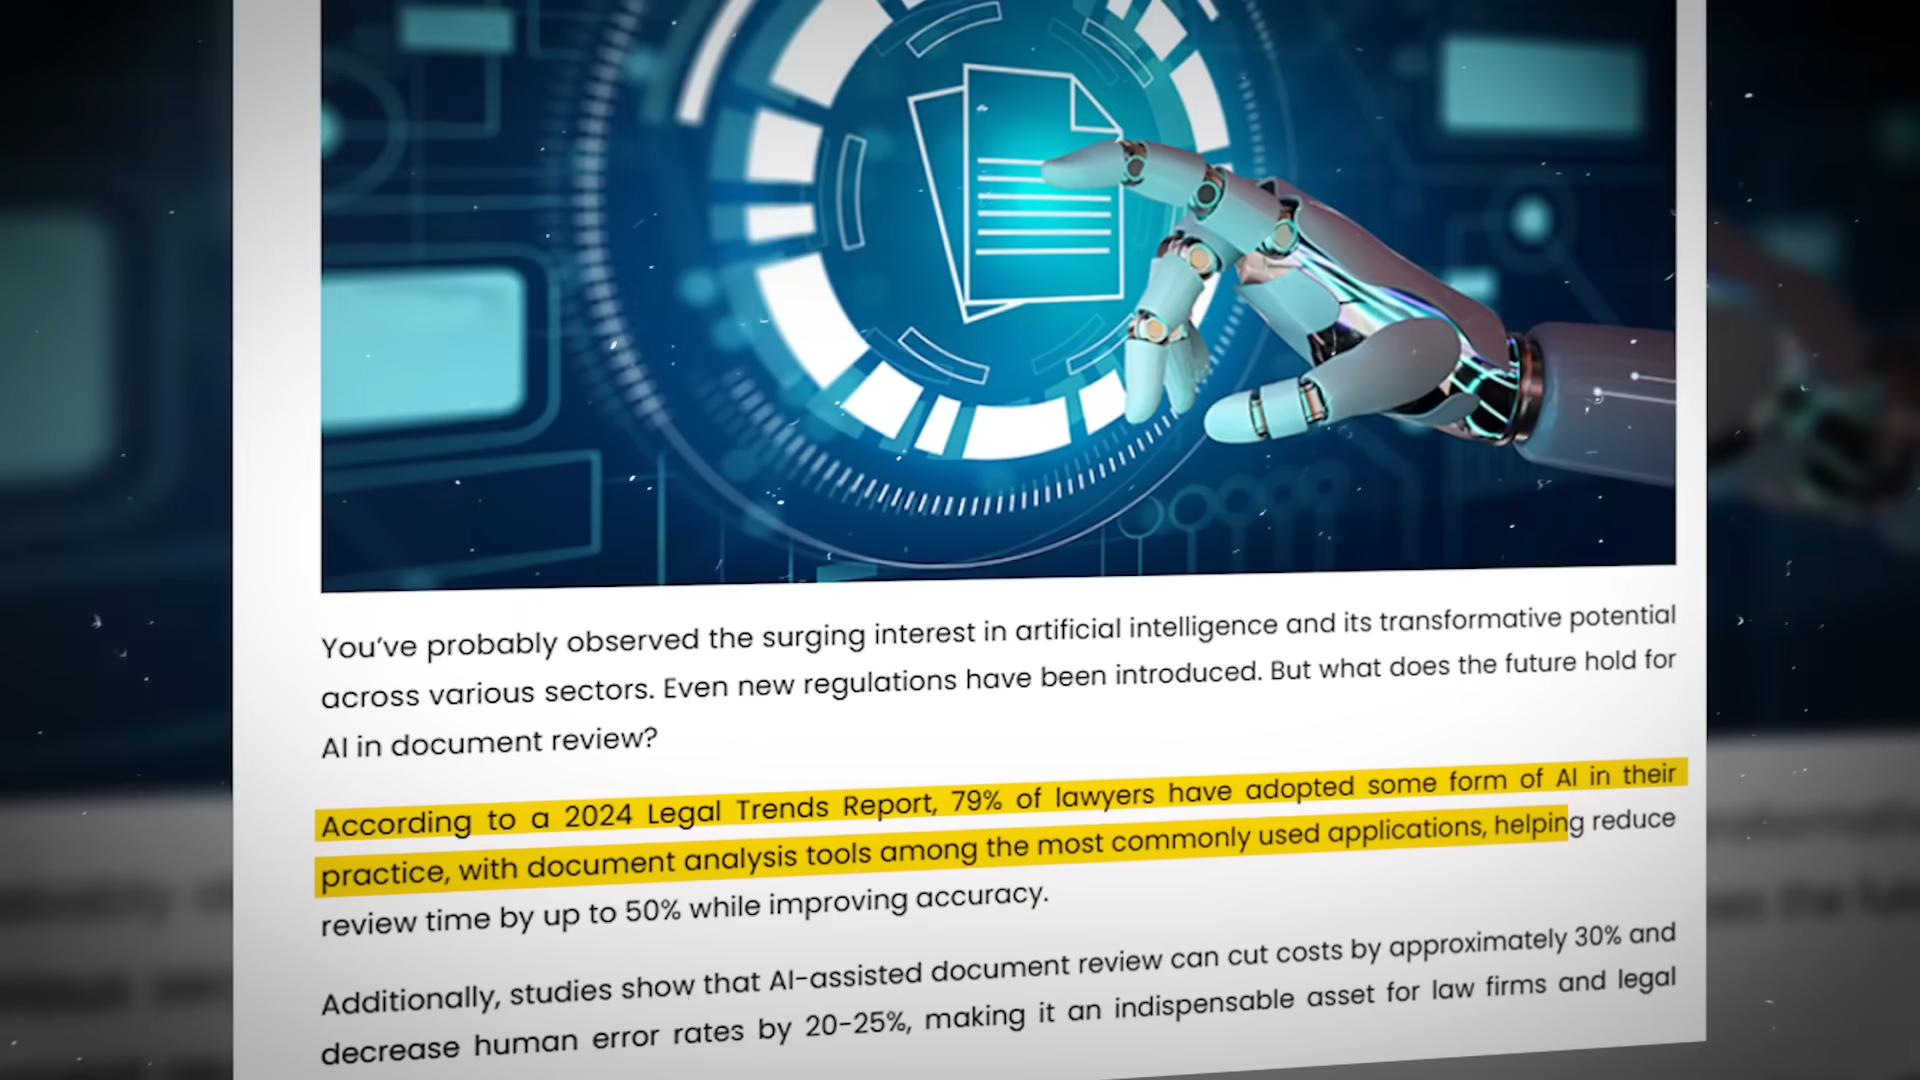 You've probably observed the surging interest in artificial intelligence and its transformative potential
across various sectors. Even new regulations have been introduced. But what does the future hold for
AI in document review?
According to a 2024 Legal Trends Report, 79% of lawyers have adopted some form of AI in their
practice, with document analysis tools among the most commonly used applications, helping reduce
review time by up to 50% while improving accuracy.
Additionally, studies show that AI-assisted document review can cut costs by approximately 30% and
decrease human error rates by 20-25%, making it an indispensable asset for law firms and legal